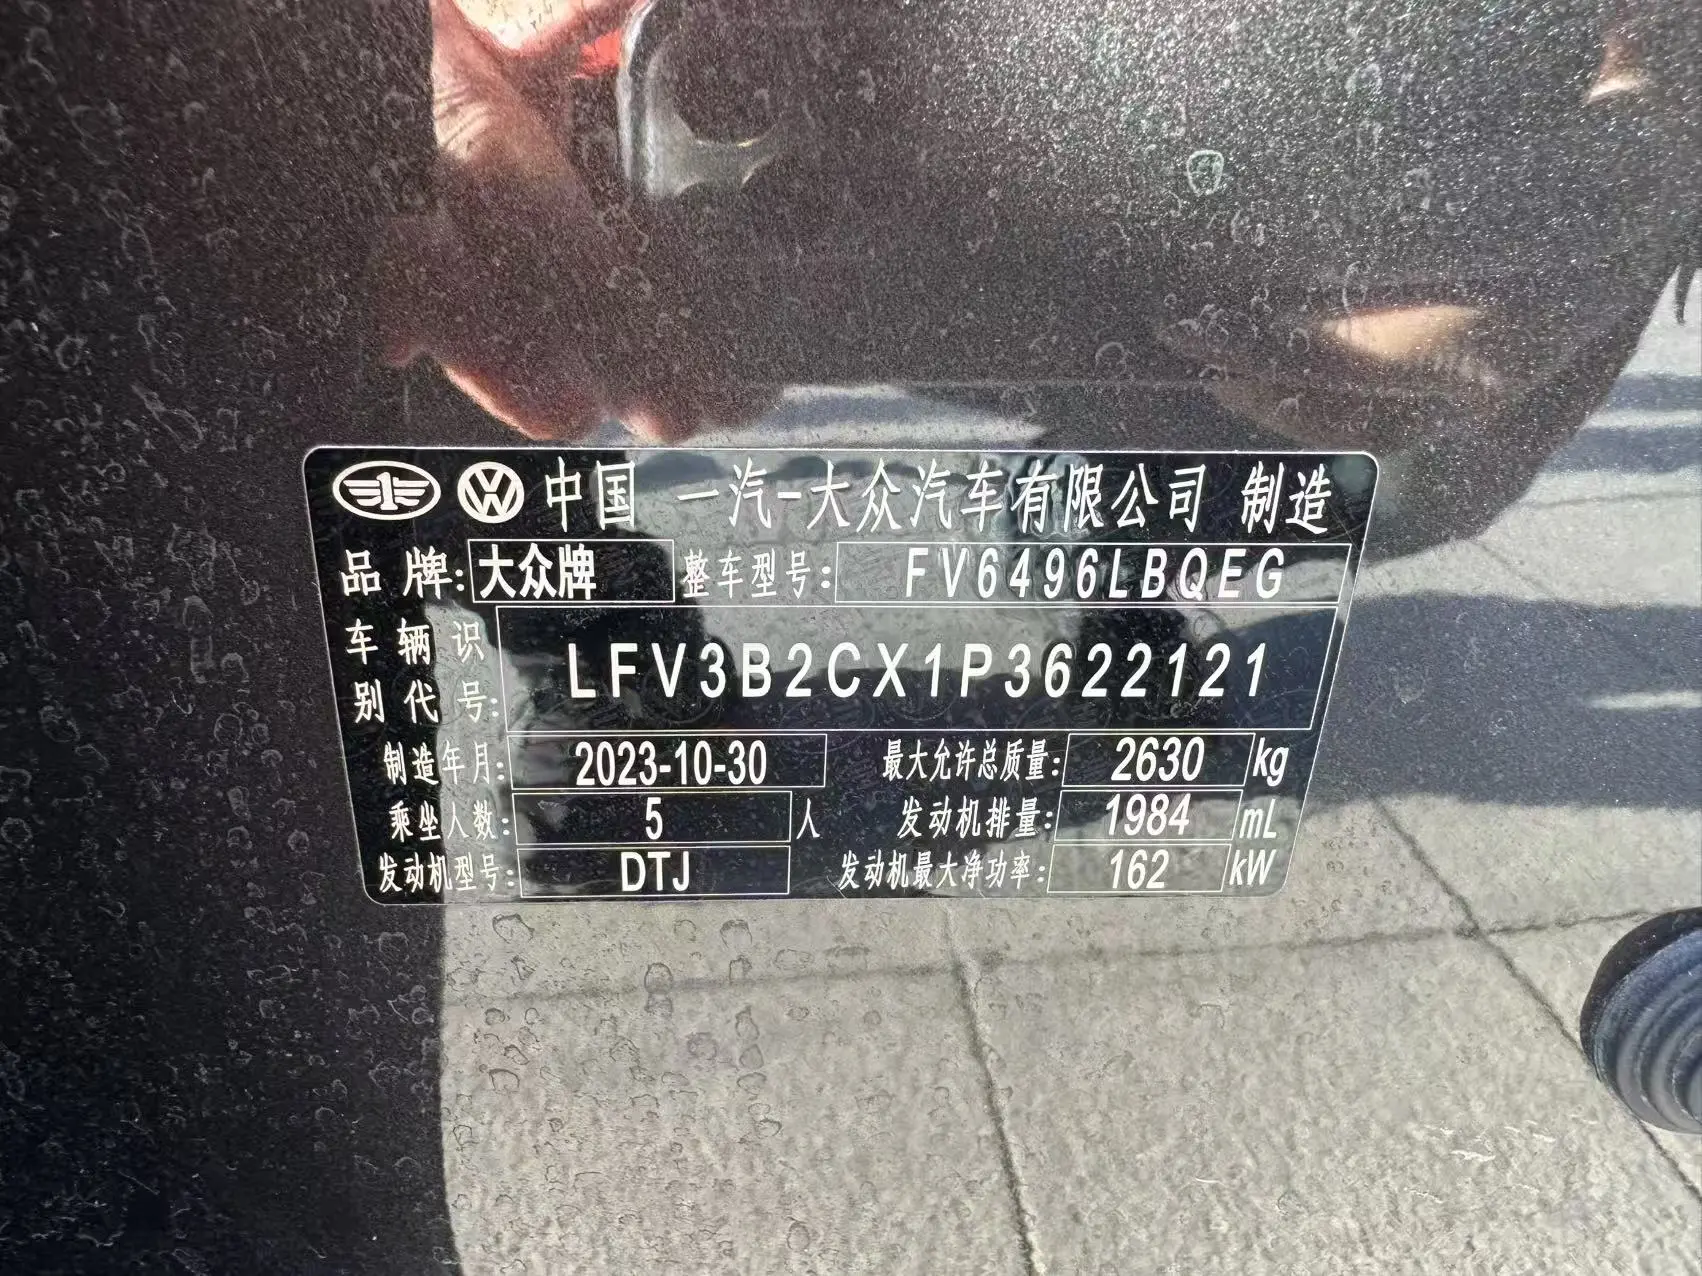 中国 一汽-大众汽车有限公司 制造
品牌: 大众牌 整车型号: FV6496LBQEG
车辆识别代号: LFV3B2CX1P3622121
制造年月: 2023-10-30 最大允许总质量: 2630 kg
乘坐人数: 5 人 发动机排量: 1984 mL
发动机型号: DTJ 发动机最大净功率: 162 kW